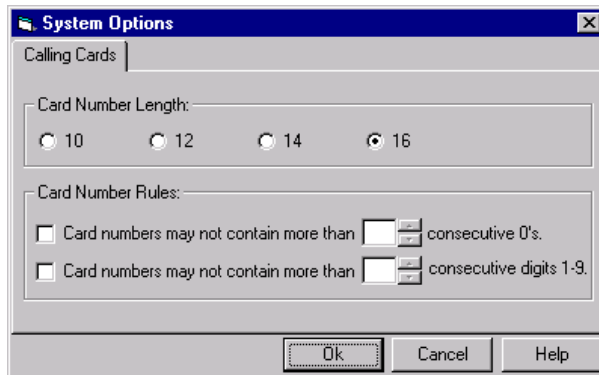 System Options
Calling Cards
Card Number Length:
10 12 14 16
Card Number Rules:
Card numbers may not contain more than consecutive 0's.
Card numbers may not contain more than consecutive digits 1-9.
Ok Cancel Help